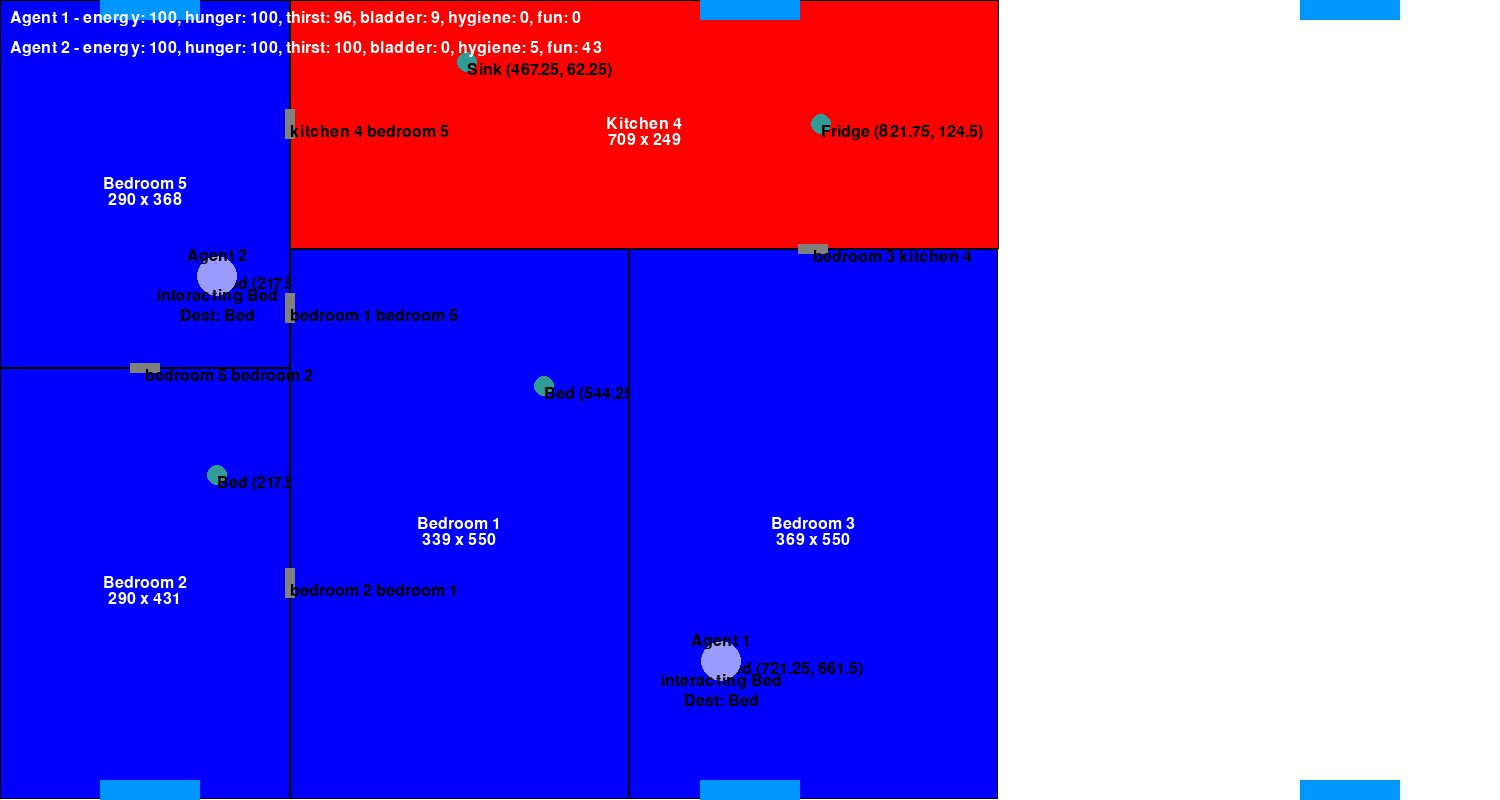 Agent 1 - energy: 100, hunger: 100, thirst: 96, bladder: 9, hygiene: 0, fun: 0
Agent 2 - energy: 100, hunger: 100, thirst: 100, bladder: 0, hygiene: 5, fun: 43
Sink (467.25, 62.25)
Kitchen 4
709 x 249
Fridge (821.75, 124.5)
kitchen 4 bedroom 5
Bedroom 5
290 x 368
Agent 2
d (217.5
interacting Bed
Dest: Bed
bedroom 3 kitchen 4
bedroom 1 bedroom 5
bedroom 5 bedroom 2
Bed (544.25
Bed (217.5
Bedroom 1
339 x 550
Bedroom 3
369 x 550
Bedroom 2
290 x 431
bedroom 2 bedroom 1
Agent 1
d (721.25, 661.5)
interacting Bed
Dest: Bed